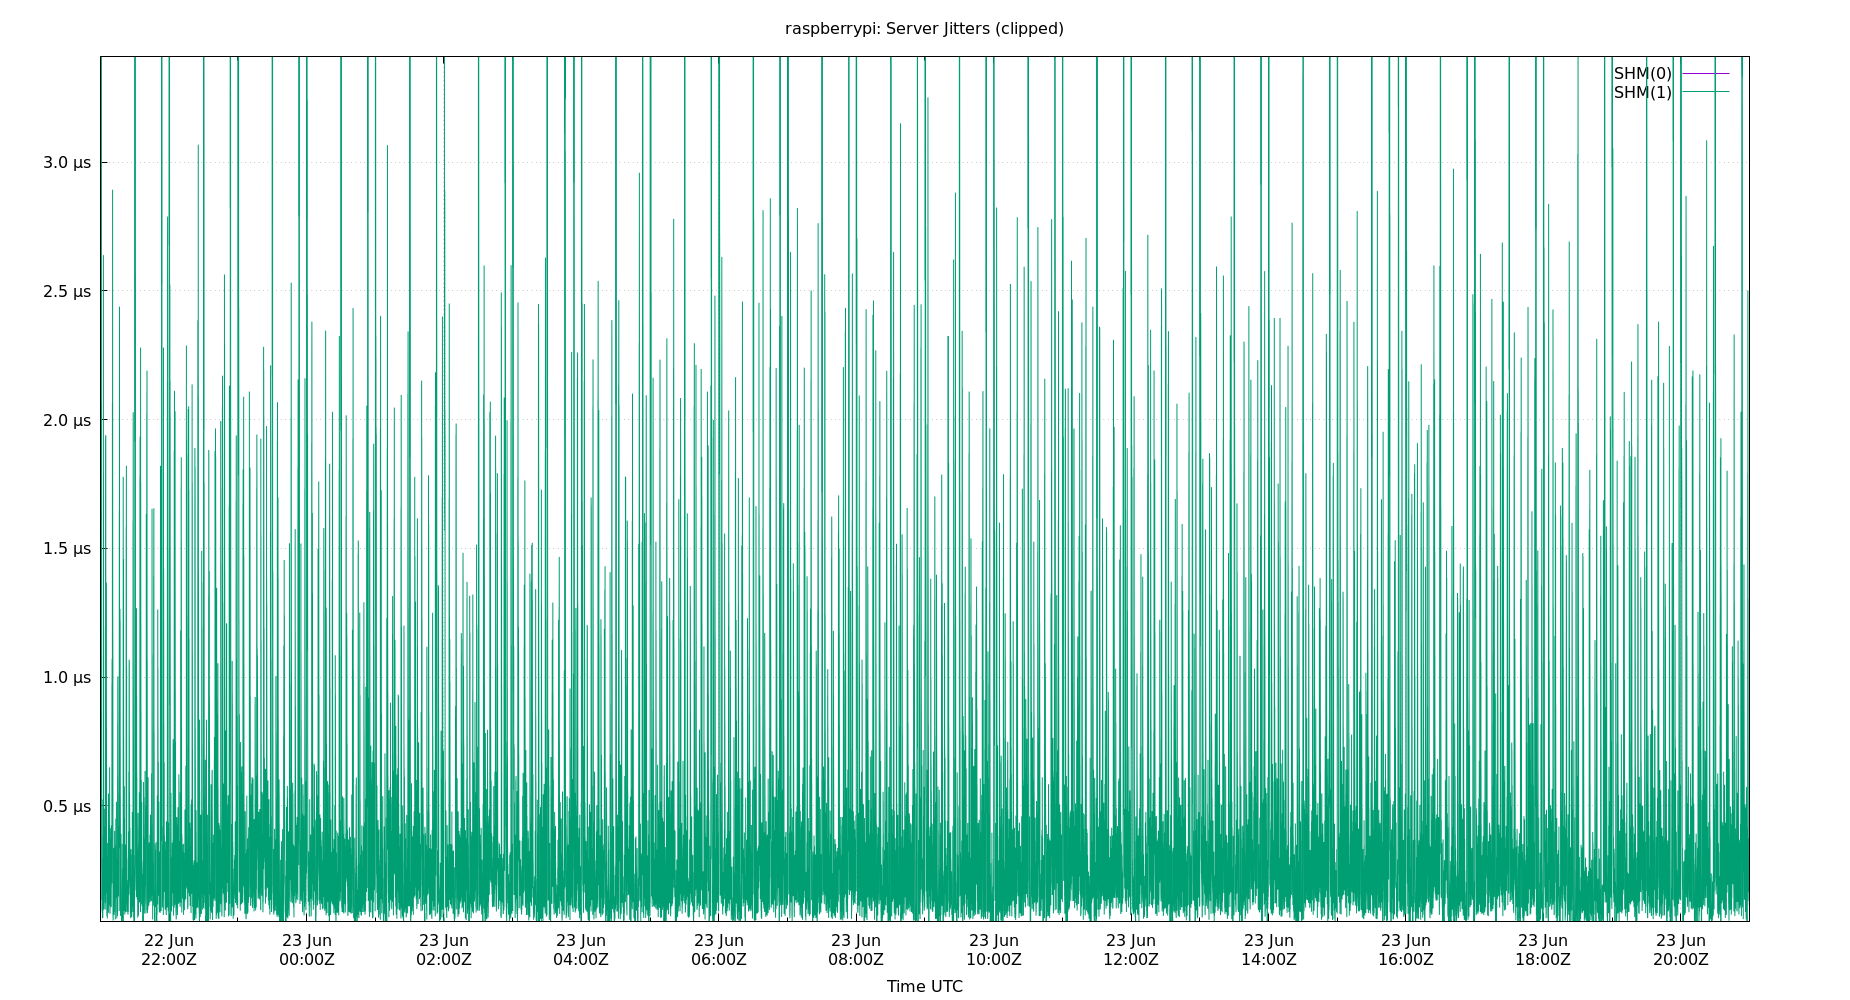 raspberrypi: Server Jitters (clipped)
SHM(0)
SHM(1)
3.0 µs
2.5 µs
2.0 µs
1.5 µs
1.0 µs
0.5 µs
22 Jun 23 Jun 23 Jun 23 Jun 23 Jun 23 Jun 23 Jun 23 Jun 23 Jun 23 Jun 23 Jun 23 Jun
22:00Z 00:00Z 02:00Z 04:00Z 06:00Z 08:00Z 10:00Z 12:00Z 14:00Z 16:00Z 18:00Z 20:00Z
Time UTC